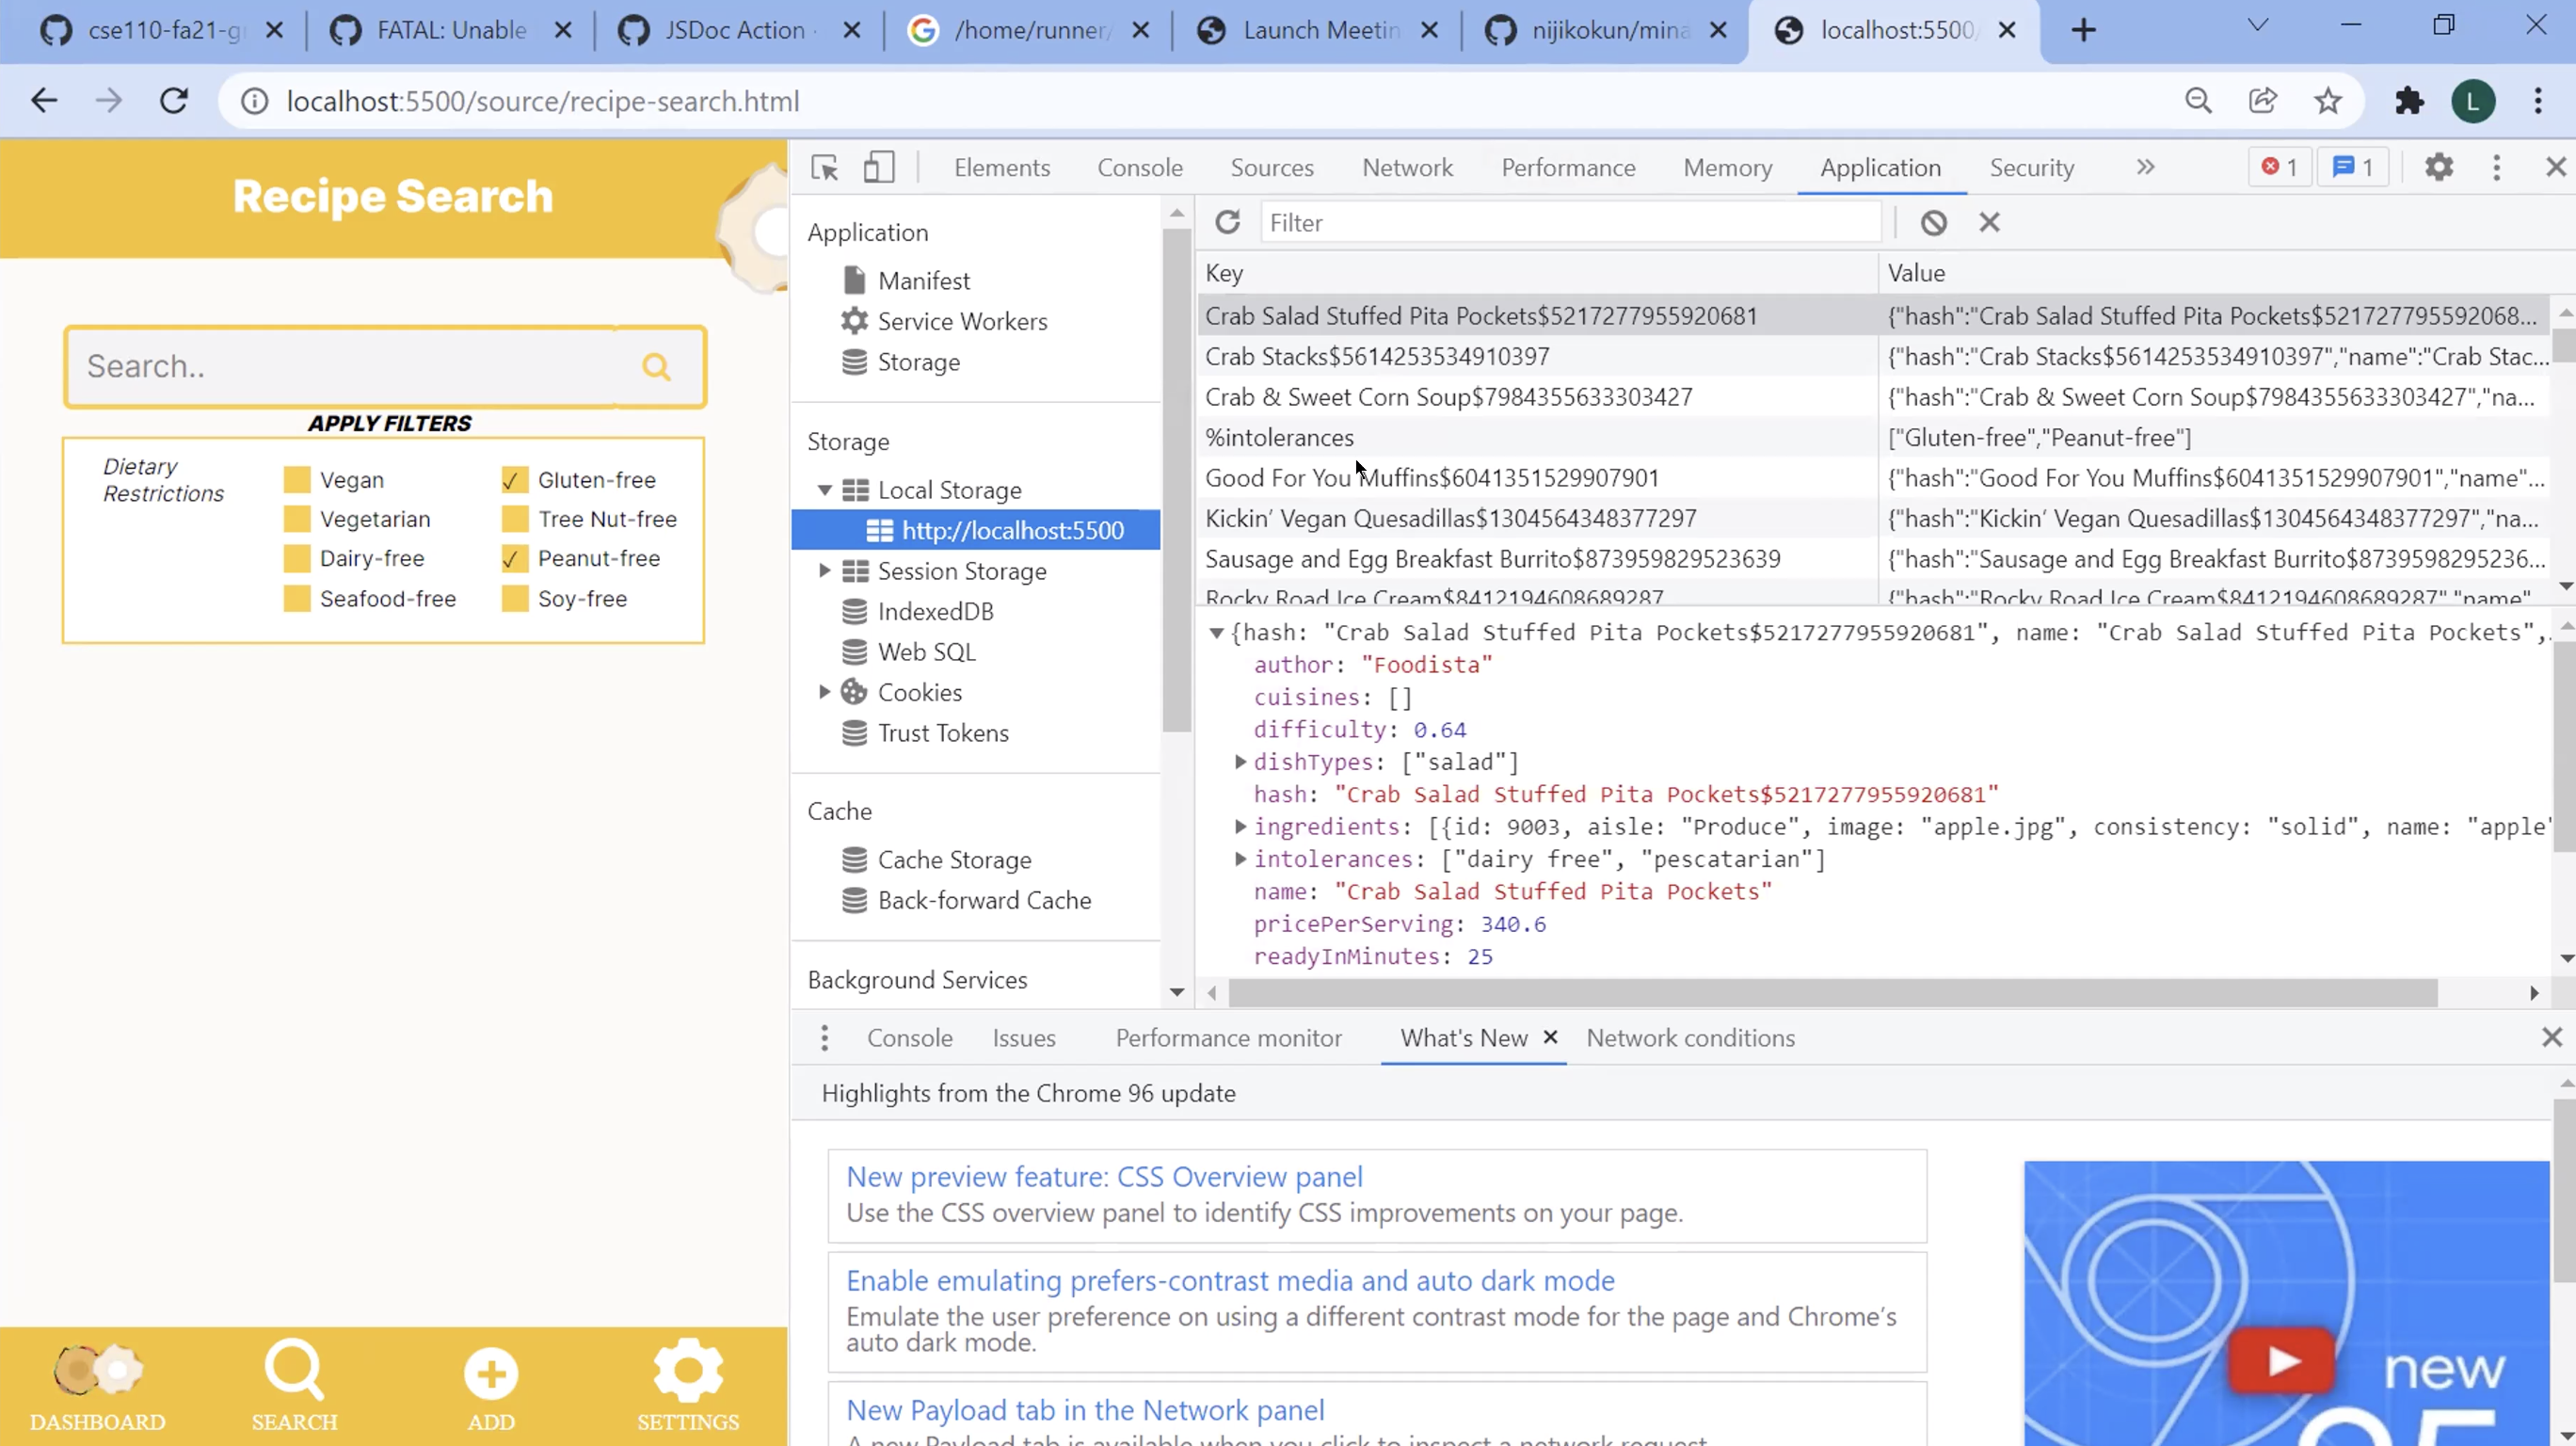 cse110-fa21-g
FATAL: Unable
JSDoc Action
/home/runner/
Launch Meetin
nijikokun/mina
localhost:5500/
localhost:5500/source/recipe-search.html
L
Recipe Search
Search..
APPLY FILTERS
Dietary
Restrictions
Vegan
✓ Gluten-free
Vegetarian
Tree Nut-free
Dairy-free
✓ Peanut-free
Seafood-free
Soy-free
DASHBOARD
SEARCH
ADD
SETTINGS
Elements Console Sources Network Performance Memory Application Security » 1 1
Application
Manifest
Service Workers
Storage
Storage
Local Storage
http://localhost:5500
Session Storage
IndexedDB
Web SQL
Cookies
Trust Tokens
Cache
Cache Storage
Back-forward Cache
Background Services
Filter
Key Value
Crab Salad Stuffed Pita Pockets$5217277955920681 {"hash":"Crab Salad Stuffed Pita Pockets$521727795592068...
Crab Stacks$5614253534910397 {"hash":"Crab Stacks$5614253534910397","name":"Crab Stac...
Crab & Sweet Corn Soup$7984355633303427 {"hash":"Crab & Sweet Corn Soup$7984355633303427","na...
%intolerances ["Gluten-free","Peanut-free"]
Good For You Muffins$6041351529907901 {"hash":"Good For You Muffins$6041351529907901","name"...
Kickin’ Vegan Quesadillas$1304564348377297 {"hash":"Kickin’ Vegan Quesadillas$1304564348377297","na...
Sausage and Egg Breakfast Burrito$873959829523639 {"hash":"Sausage and Egg Breakfast Burrito$8739598295236...
Rocky Road Ice Cream$8412194608689287 {"hash":"Rocky Road Ice Cream$8412194608689287","name"
{hash: "Crab Salad Stuffed Pita Pockets$5217277955920681", name: "Crab Salad Stuffed Pita Pockets",
author: "Foodista"
cuisines: []
difficulty: 0.64
dishTypes: ["salad"]
hash: "Crab Salad Stuffed Pita Pockets$5217277955920681"
ingredients: [{id: 9003, aisle: "Produce", image: "apple.jpg", consistency: "solid", name: "apple"
intolerances: ["dairy free", "pescatarian"]
name: "Crab Salad Stuffed Pita Pockets"
pricePerServing: 340.6
readyInMinutes: 25
Console Issues Performance monitor What's New Network conditions
Highlights from the Chrome 96 update
New preview feature: CSS Overview panel
Use the CSS overview panel to identify CSS improvements on your page.
Enable emulating prefers-contrast media and auto dark mode
Emulate the user preference on using a different contrast mode for the page and Chrome’s
auto dark mode.
New Payload tab in the Network panel
A new Payload tab is available when you click to inspect a network request.
new